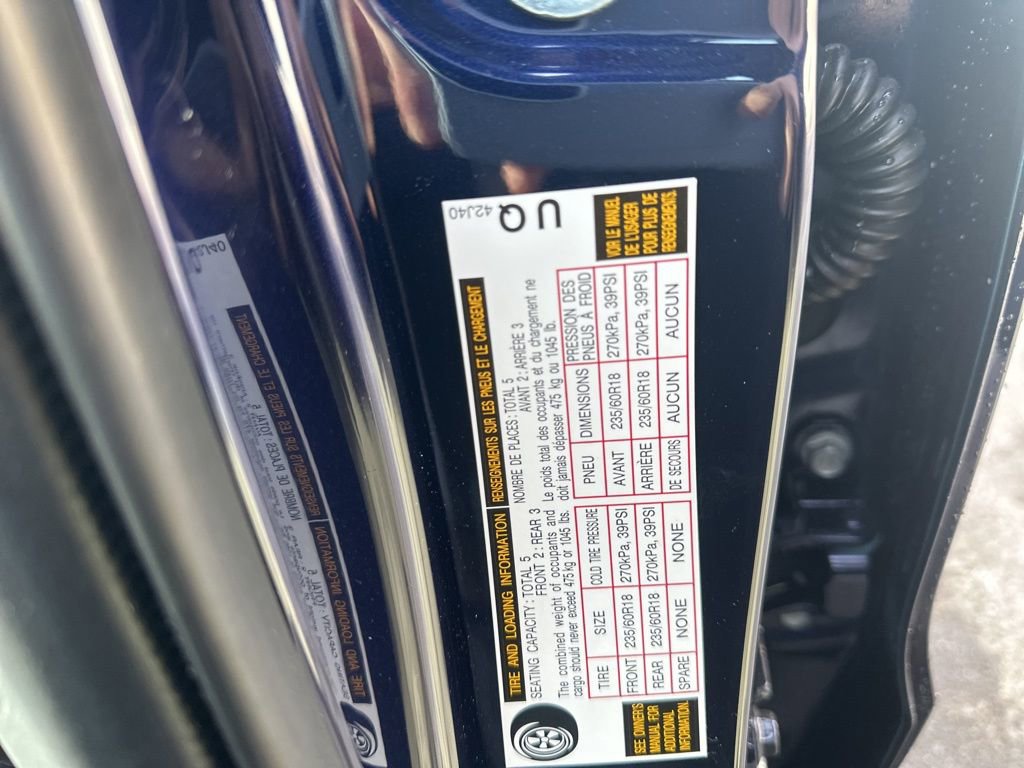 TIRE AND LOADING INFORMATION
SEATING CAPACITY: TOTAL 5
FRONT 2: REAR 3
The combined weight of occupants and
cargo should never exceed 475 kg or 1045 lbs.
TIRE SIZE COLD TIRE PRESSURE
FRONT 235/60R18 270kPa, 39PSI
REAR 235/60R18 270kPa, 39PSI
SPARE NONE NONE
SEE OWNER'S
MANUAL FOR
ADDITIONAL
INFORMATION.
RENSEIGNEMENTS SUR LES PNEUS ET LE CHARGEMENT
NOMBRE DE PLACES: TOTAL 5
AVANT 2: ARRIÈRE 3
Le poids total des occupants et du chargement ne
doit jamais dépasser 475 kg ou 1045 lb.
PNEU DIMENSIONS PRESSION DES
PNEUS À FROID
AVANT 235/60R18 270kPa, 39PSI
ARRIÈRE 235/60R18 270kPa, 39PSI
DE SECOURS AUCUN AUCUN
VOIR LE MANUEL
DE L'USAGER
POUR PLUS DE
RENSEIGNEMENTS.
42J40
UQ